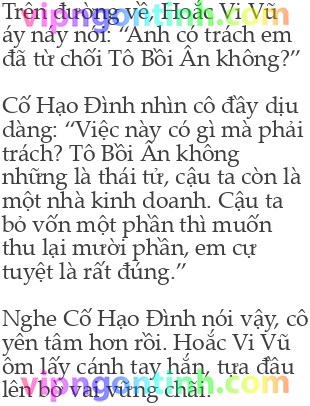 Trên đường về, Hoắc Vi Vũ
áy náy nói: “Anh có trách em
đã từ chối Tô Bồi Ân không?”
Cố Hạo Đình nhìn cô đầy dịu
dàng: “Việc này có gì mà phải
trách? Tô Bồi Ân không
những là thái tử, cậu ta còn là
một nhà kinh doanh. Cậu ta
bỏ vốn một phần thì muốn
thu lại mười phần, em cự
tuyệt là rất đúng.”
Nghe Cố Hạo Đình nói vậy, cô
yên tâm hơn rồi. Hoắc Vi Vũ
ôm lấy cánh tay hắn, tựa đầu
lên bờ vai vững chãi.
vipngontinh.com
vipngontinh.com